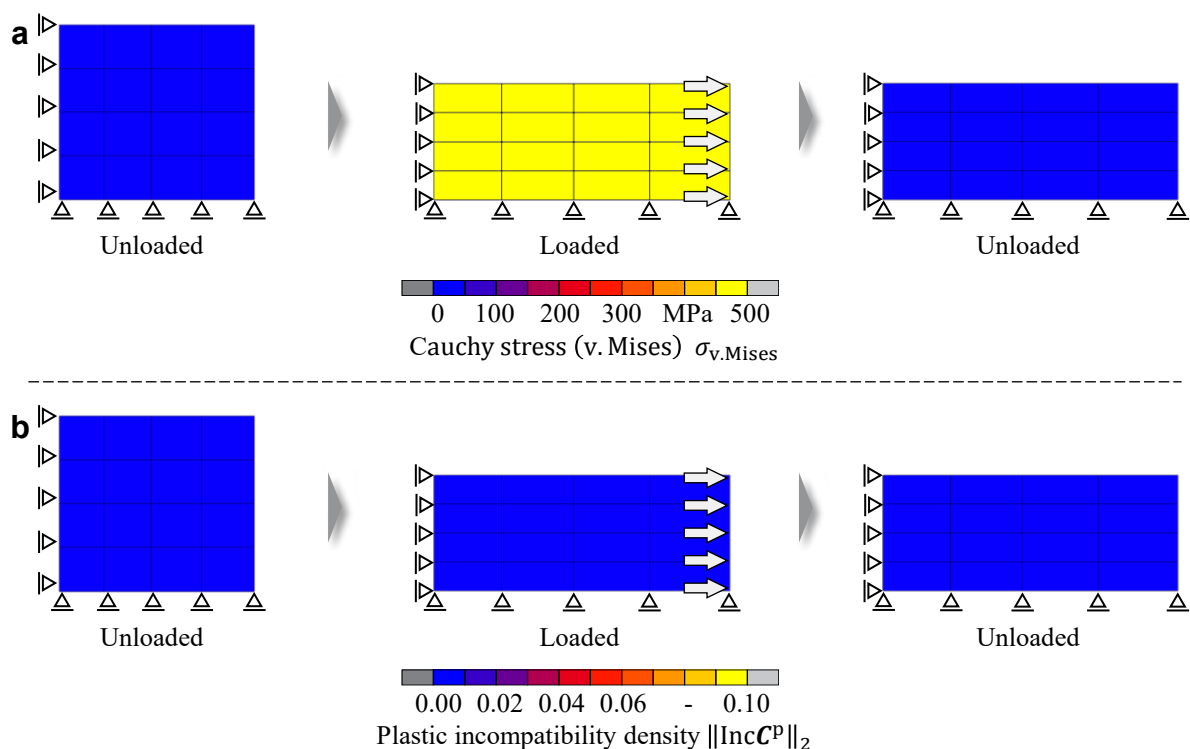 a
Unloaded Loaded Unloaded
0 100 200 300 MPa 500
Cauchy stress (v. Mises) σ_v.Mises
b
Unloaded Loaded Unloaded
0.00 0.02 0.04 0.06 - 0.10
Plastic incompatibility density ‖Inc𝑪ᵖ‖₂